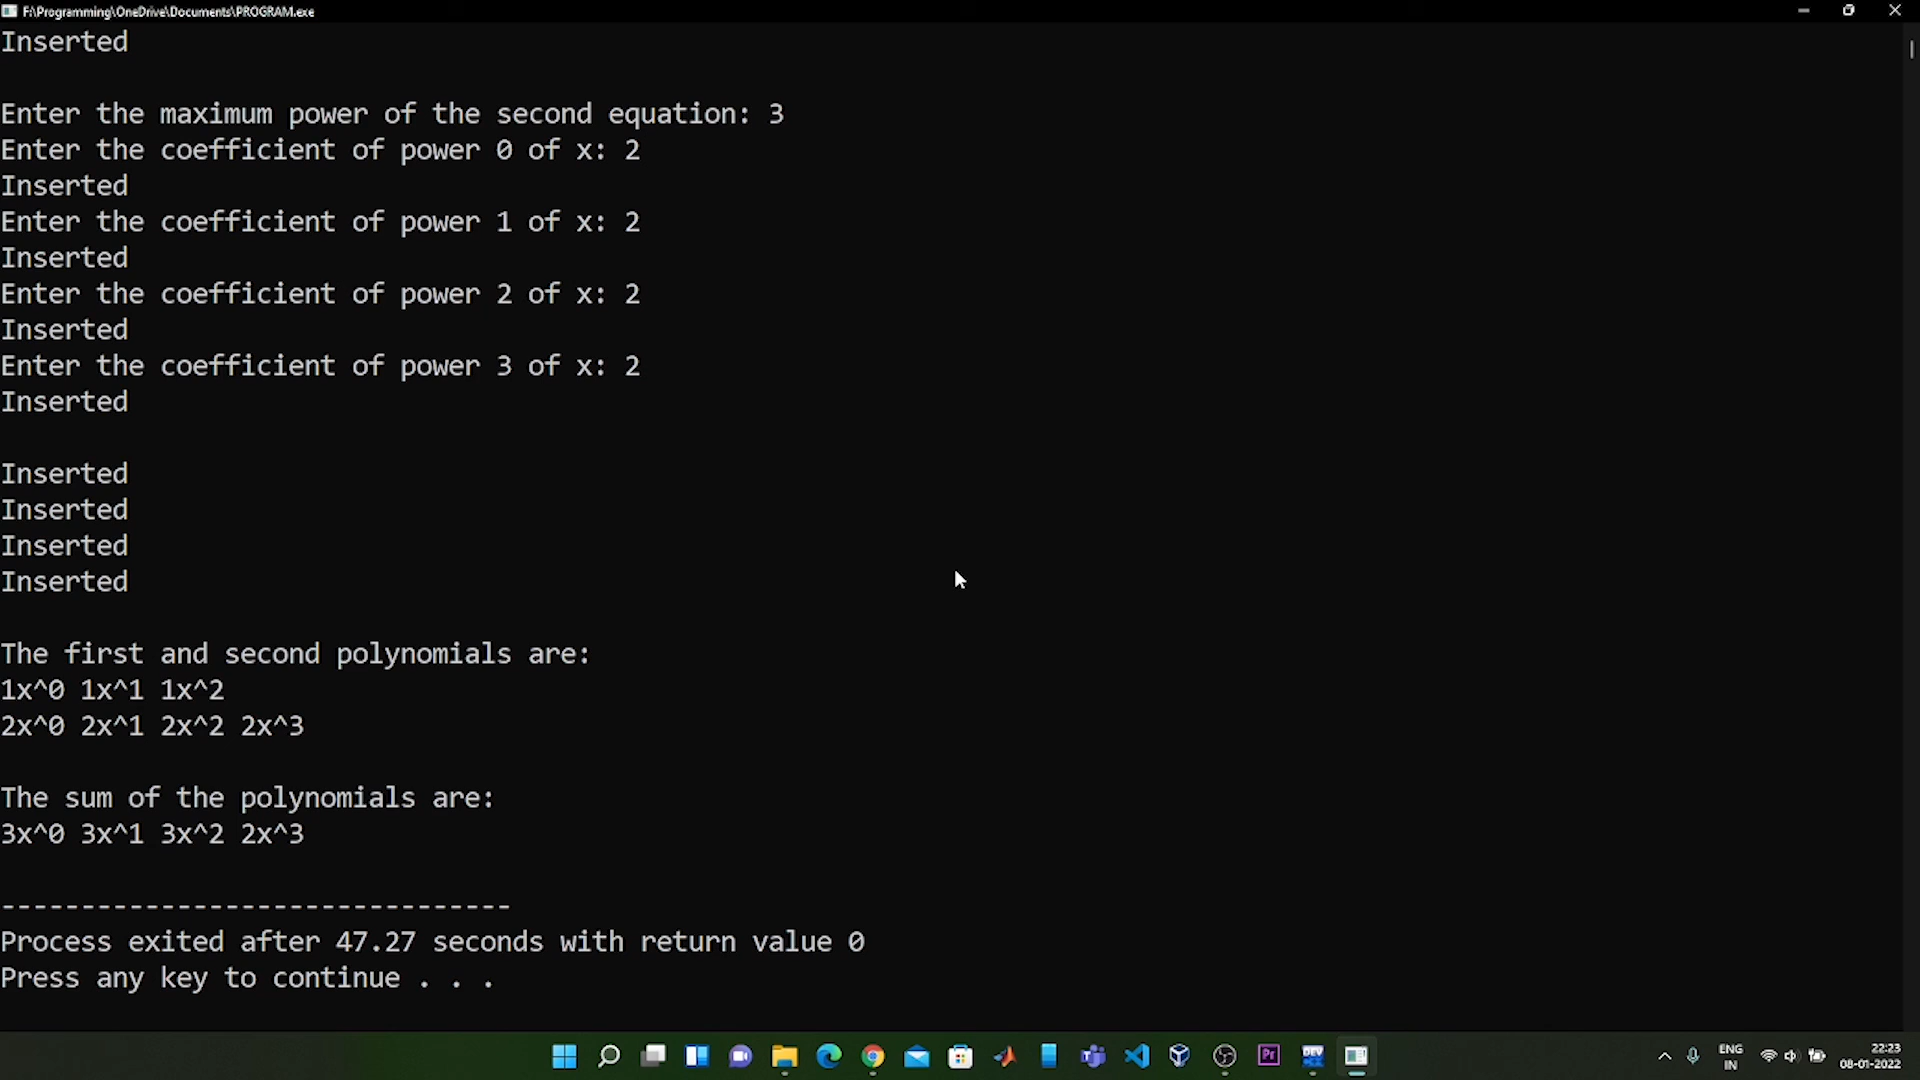 F:\Programming\OneDrive\Documents\PROGRAM.exe
Inserted
Enter the maximum power of the second equation: 3
Enter the coefficient of power 0 of x: 2
Inserted
Enter the coefficient of power 1 of x: 2
Inserted
Enter the coefficient of power 2 of x: 2
Inserted
Enter the coefficient of power 3 of x: 2
Inserted
Inserted
Inserted
Inserted
Inserted
The first and second polynomials are:
1x^0 1x^1 1x^2
2x^0 2x^1 2x^2 2x^3
The sum of the polynomials are:
3x^0 3x^1 3x^2 2x^3
--------------------------------
Process exited after 47.27 seconds with return value 0
Press any key to continue . . .
Pr
DEV
ENG
IN
22:23
08-01-2022